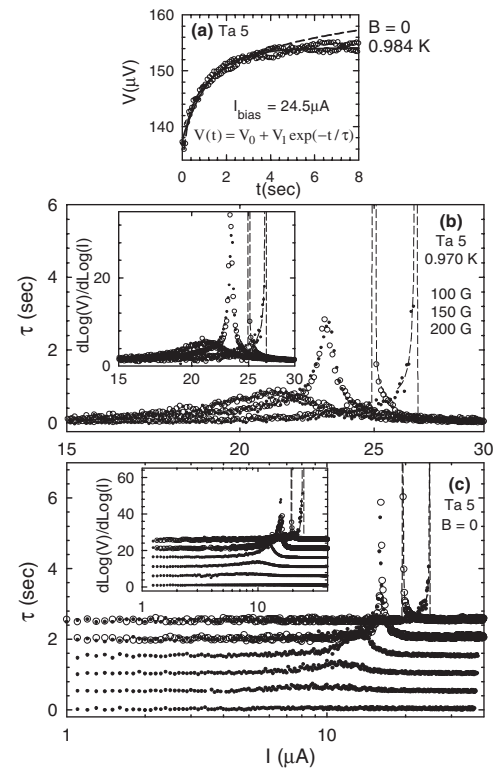 160
(a) Ta 5
B = 0
0.984 K
V(μV)
150
140
I_bias = 24.5μA
V(t) = V_0 + V_1 exp(−t / τ)
0 2 4 6 8
t(sec)
6
(b)
Ta 5
0.970 K
100 G
150 G
200 G
dLog(V)/dLog(I)
20
0
15 20 25 30
τ (sec)
4
2
0
15 20 25 30
(c)
Ta 5
B = 0
dLog(V)/dLog(I)
60
40
20
0
1 10
τ (sec)
6
4
2
0
1 10
I (μA)